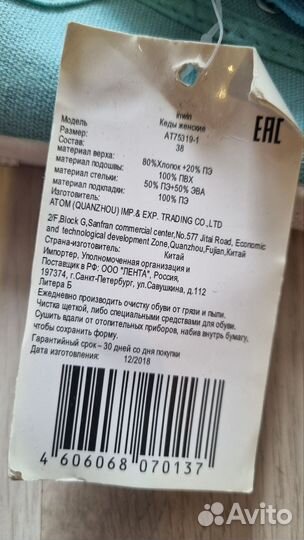 inwin
Модель Кеды женские
Размер: AT75319-1
Состав: 38
материал верха: 80%Хлопок+20% ПЭ
материал подошвы: 100% ПВХ
материал стельки: 50% ПЭ+50% ЭВА
материал подкладки: 100% ПЭ
Изготовитель:
ATOM (QUANZHOU) IMP.& EXP. TRADING CO.,LTD
2/F,Block G,Sanfran commercial center,No.577 Jitai Road, Economic
and technological development Zone,Quanzhou,Fujian,Китай
Страна-изготовитель: Китай
Импортер, Уполномоченная организация и
Поставщик в РФ: ООО "ЛЕНТА", Россия,
197374, г.Санкт-Петербург, ул.Савушкина, д.112
Литера Б
Ежедневно производить очистку обуви от грязи и пыли.
Чистка щеткой, либо специальными средствами для обуви.
Сушить вдали от отопительных приборов, набив внутрь бумагу,
чтобы сохранить форму.
Гарантийный срок – 30 дней со дня покупки
Дата изготовления 12/2018
EAC
4 606068 070137
Avito